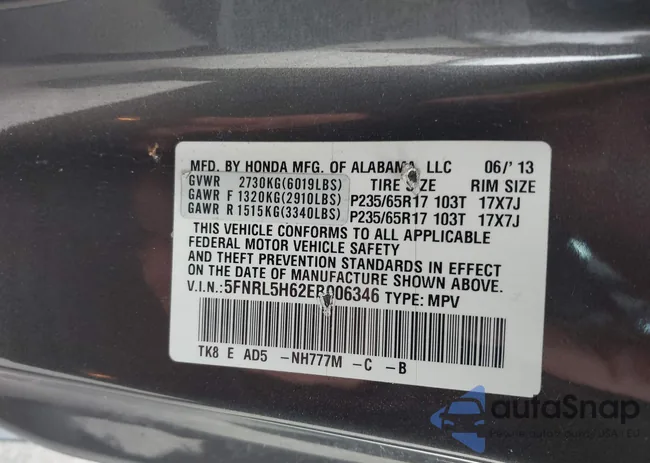 MFD. BY HONDA MFG. OF ALABAMA, LLC 06/'13
GVWR 2730KG(6019LBS) TIRE SIZE RIM SIZE
GAWR F 1320KG(2910LBS) P235/65R17 103T 17X7J
GAWR R 1515KG(3340LBS) P235/65R17 103T 17X7J
THIS VEHICLE CONFORMS TO ALL APPLICABLE
FEDERAL MOTOR VEHICLE SAFETY
AND THEFT PREVENTION STANDARDS IN EFFECT
ON THE DATE OF MANUFACTURE SHOWN ABOVE.
V.I.N.: 5FNRL5H62EB006346 TYPE: MPV
TK8 E AD5 -NH777M -C -B
autoSnap